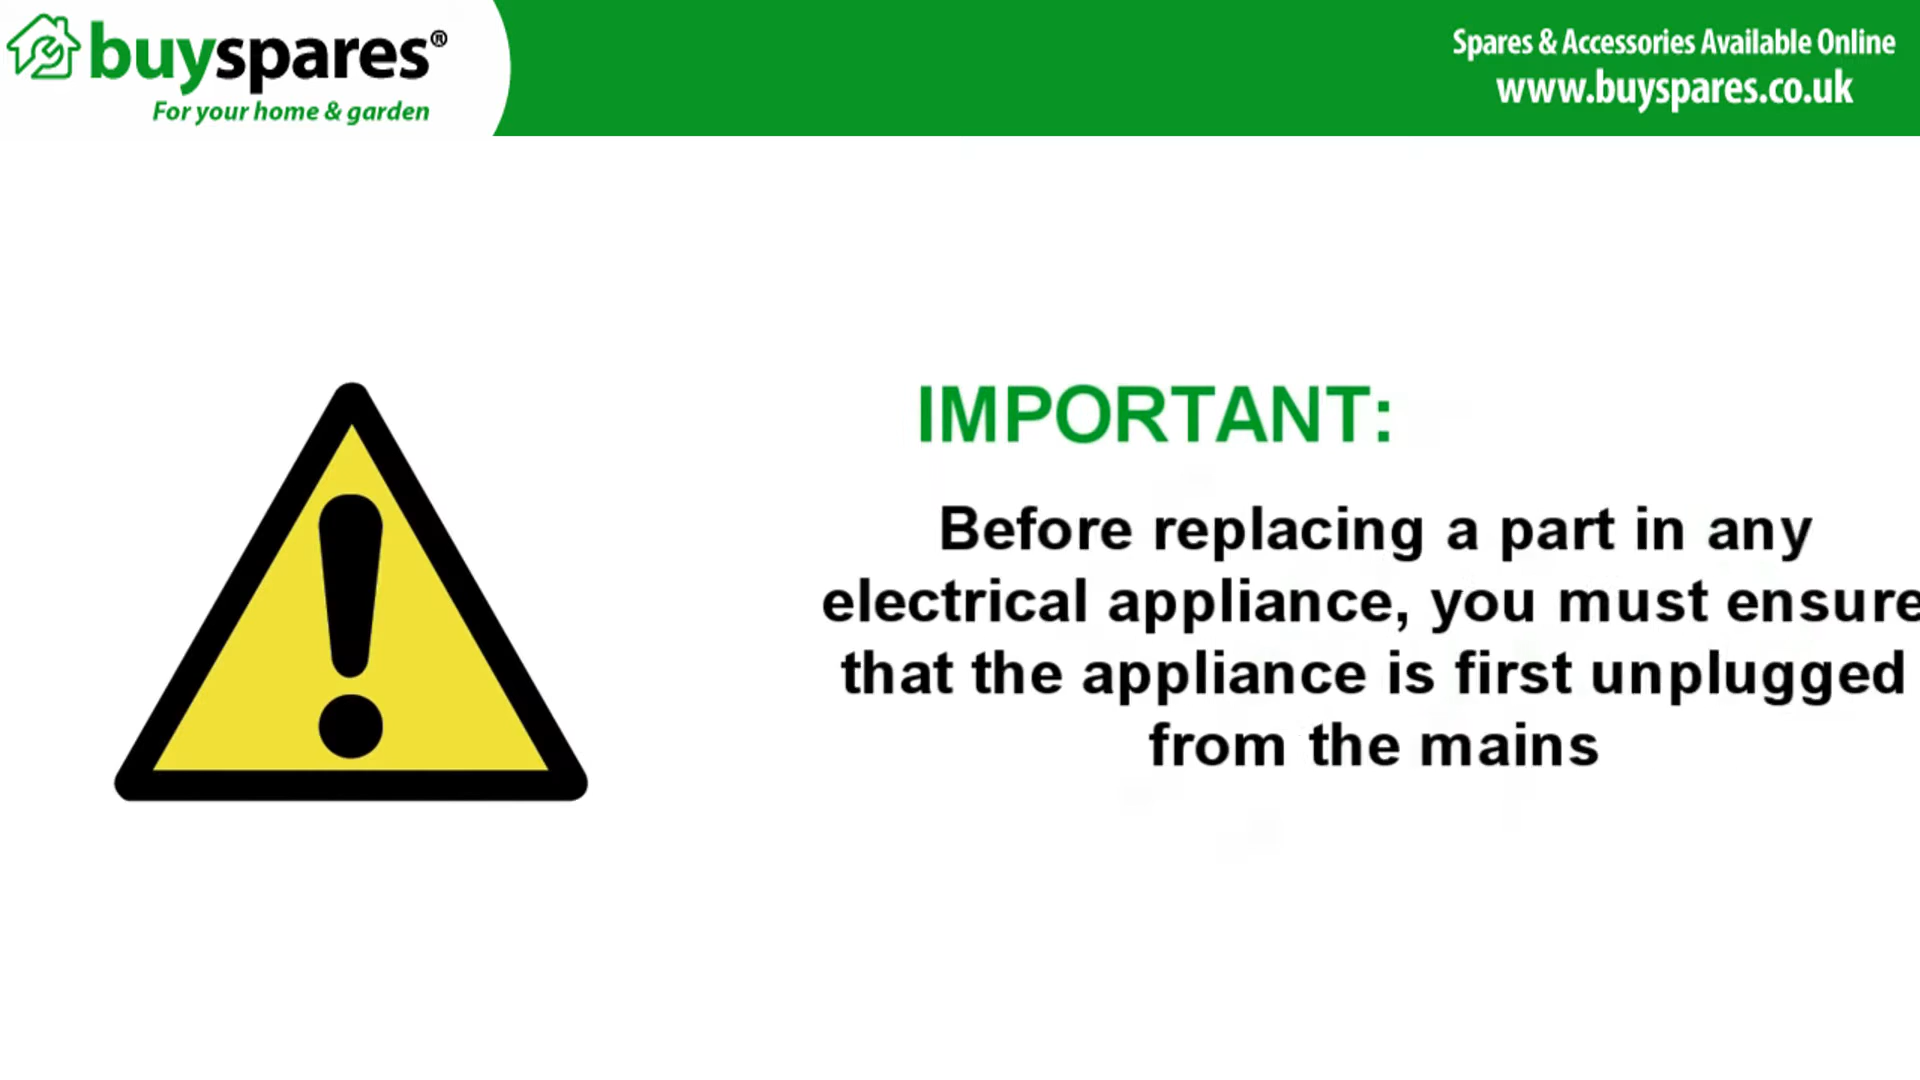 buyspares®
For your home & garden
Spares & Accessories Available Online
www.buyspares.co.uk
IMPORTANT:
Before replacing a part in any
electrical appliance, you must ensure
that the appliance is first unplugged
from the mains